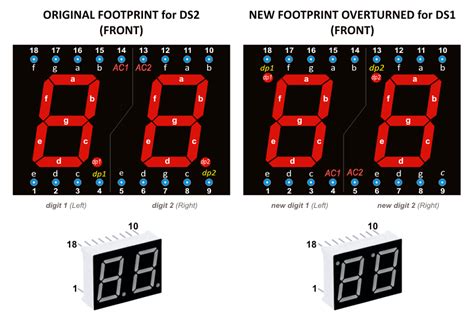 ORIGINAL FOOTPRINT for DS2
(FRONT)
18 17 16 15 14 13 12 11 10
f g a b AC1 AC2 f a b
a a
f b f b
g g
e c e c
d dp1 d dp1
e d c dp1 e d g c dp2
1 2 3 4 5 6 7 8 9
digit 1 (Left) digit 2 (Right)
10
18
1
NEW FOOTPRINT OVERTURNED for DS1
(FRONT)
18 17 16 15 14 13 12 11 10
dp1 f g a b dp2 f a b
dp1 a dp1 a
f b f b
g g
e c e c
d d
e d c AC1 AC2 e d g c
1 2 3 4 5 6 7 8 9
new digit 1 (Left) new digit 2 (Right)
10
18
1